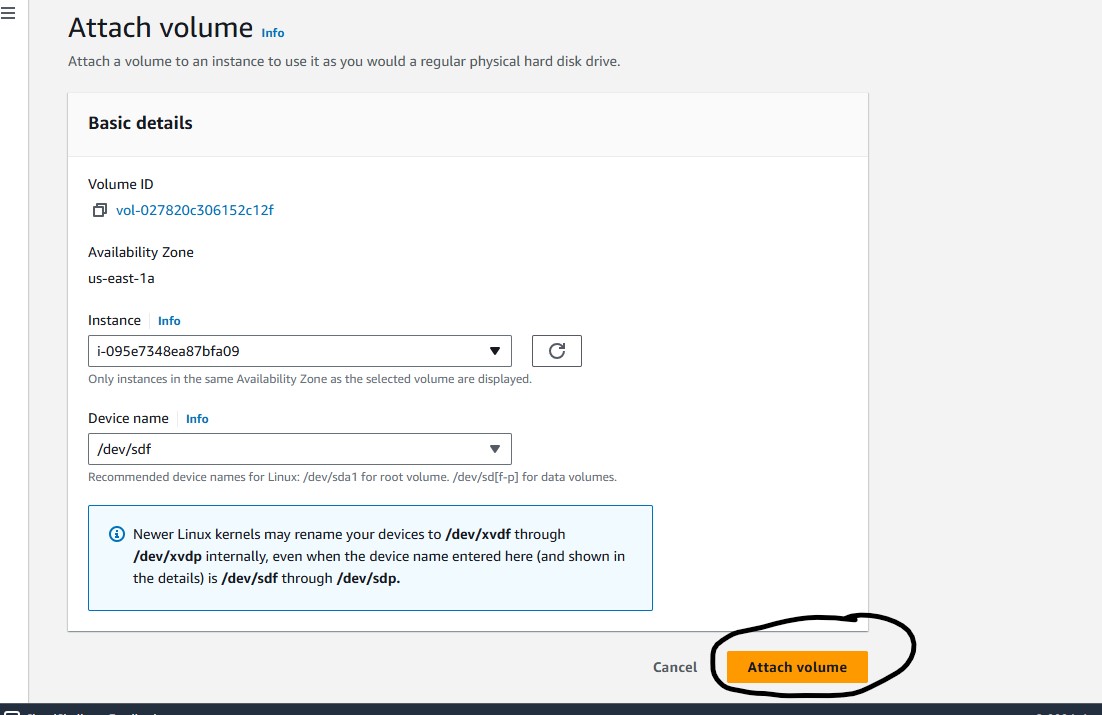 Attach volume Info
Attach a volume to an instance to use it as you would a regular physical hard disk drive.
Basic details
Volume ID
vol-027820c306152c12f
Availability Zone
us-east-1a
Instance Info
i-095e7348ea87bfa09
Only instances in the same Availability Zone as the selected volume are displayed.
Device name Info
/dev/sdf
Recommended device names for Linux: /dev/sda1 for root volume. /dev/sd[f-p] for data volumes.
Newer Linux kernels may rename your devices to /dev/xvdf through
/dev/xvdp internally, even when the device name entered here (and shown in
the details) is /dev/sdf through /dev/sdp.
Cancel Attach volume